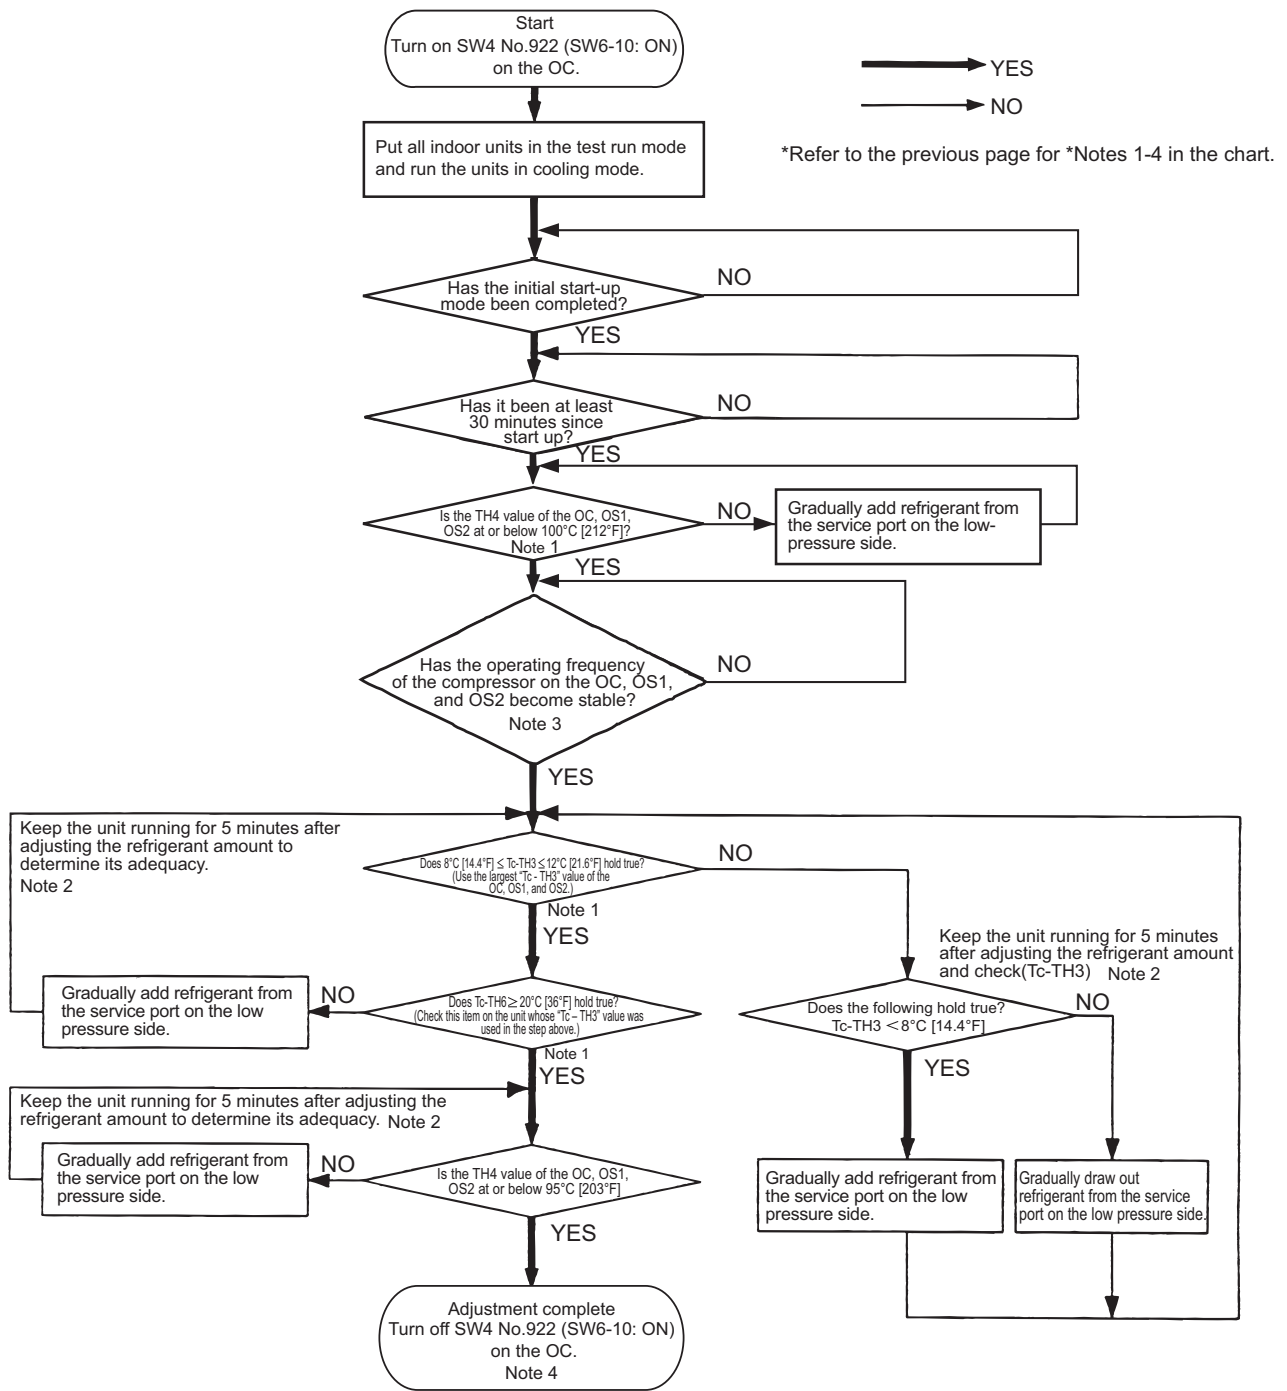 Start
Turn on SW4 No.922 (SW6-10: ON)
on the OC.
YES
NO
*Refer to the previous page for *Notes 1-4 in the chart.
Put all indoor units in the test run mode
and run the units in cooling mode.
Has the initial start-up
mode been completed?
NO
YES
Has it been at least
30 minutes since
start up?
NO
YES
Is the TH4 value of the OC, OS1,
OS2 at or below 100°C [212°F]?
Note 1
NO
Gradually add refrigerant from
the service port on the low-
pressure side.
YES
Has the operating frequency
of the compressor on the OC, OS1,
and OS2 become stable?
Note 3
NO
YES
Keep the unit running for 5 minutes after
adjusting the refrigerant amount to
determine its adequacy.
Note 2
Does 8°C [14.4°F] ≤ Tc-TH3 ≤ 12°C [21.6°F] hold true?
(Use the largest “Tc - TH3” value of the
OC, OS1, and OS2.)
Note 1
NO
YES
Keep the unit running for 5 minutes
after adjusting the refrigerant amount
and check(Tc-TH3) Note 2
Gradually add refrigerant from
the service port on the low
pressure side.
NO
Does Tc-TH6 ≥ 20°C [36°F] hold true?
(Check this item on the unit whose “Tc – TH3” value was
used in the step above.)
Note 1
YES
Does the following hold true?
Tc-TH3 < 8°C [14.4°F]
NO
YES
Keep the unit running for 5 minutes after adjusting the
refrigerant amount to determine its adequacy. Note 2
Gradually add refrigerant from
the service port on the low
pressure side.
NO
Is the TH4 value of the OC, OS1,
OS2 at or below 95°C [203°F]
YES
Gradually add refrigerant from
the service port on the low
pressure side.
Gradually draw out
refrigerant from the service
port on the low pressure side.
Adjustment complete
Turn off SW4 No.922 (SW6-10: ON)
on the OC.
Note 4